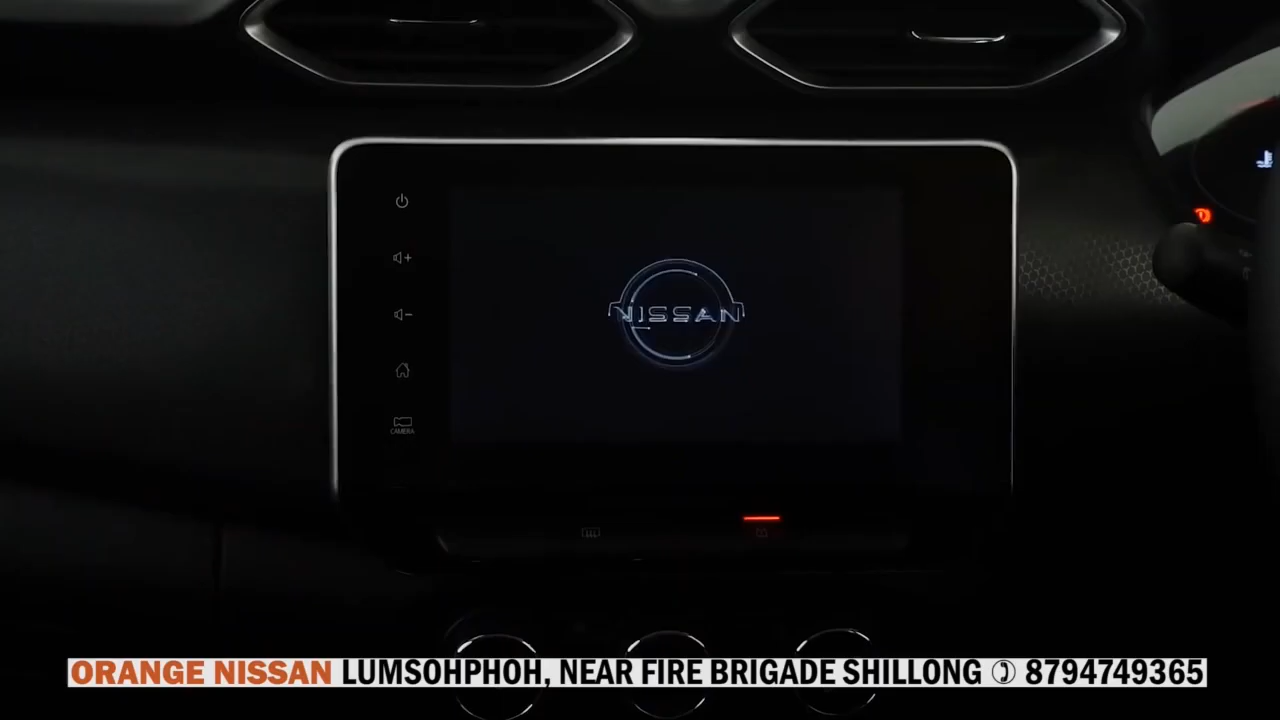 NISSAN
CAMERA
ORANGE NISSAN LUMSOHPHOH, NEAR FIRE BRIGADE SHILLONG ✆ 8794749365